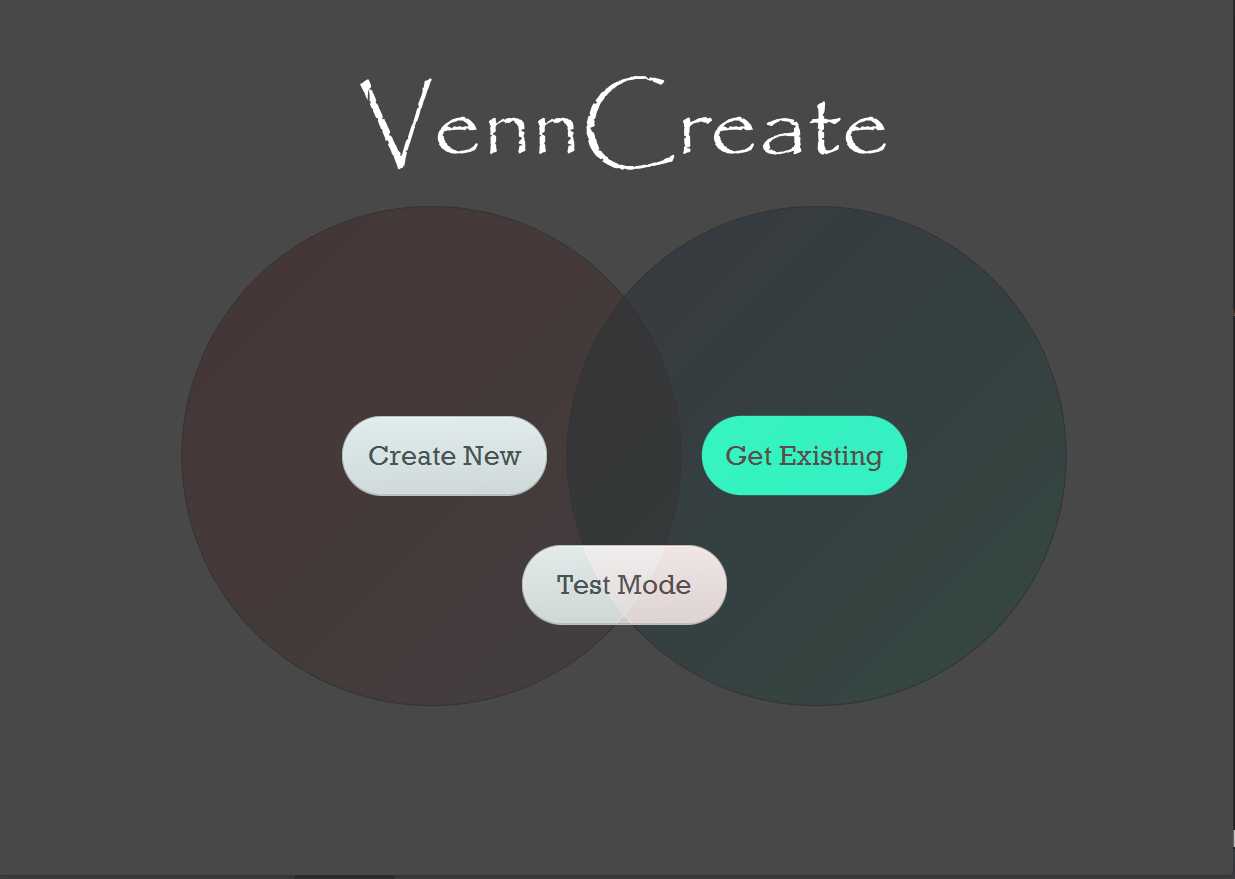 VennCreate
Create New
Get Existing
Test Mode